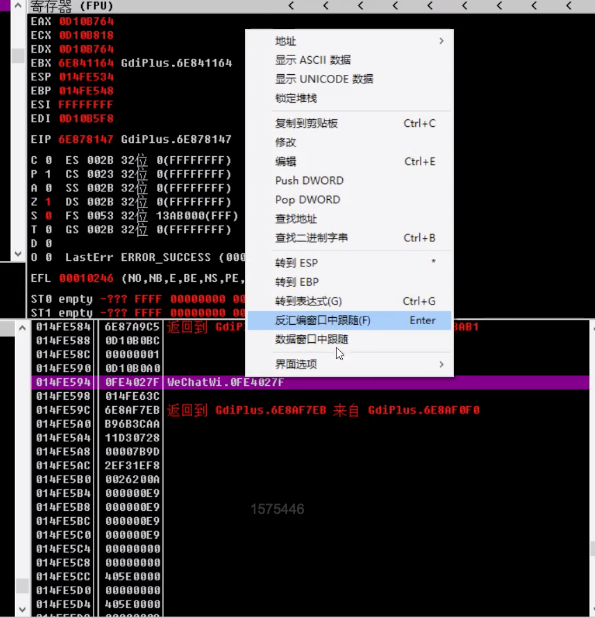 寄存器 (FPU) < < < < < < < < <
EAX 0D10B764
ECX 0D10B818
EDX 0D10B764
EBX 6E841164 GdiPlus.6E841164
ESP 014FE534
EBP 014FE548
ESI FFFFFFFF
EDI 0D10B5F8
EIP 6E878147 GdiPlus.6E878147
C 0 ES 002B 32位 0(FFFFFFFF)
P 1 CS 0023 32位 0(FFFFFFFF)
A 0 SS 002B 32位 0(FFFFFFFF)
Z 1 DS 002B 32位 0(FFFFFFFF)
S 0 FS 0053 32位 13AB000(FFF)
T 0 GS 002B 32位 0(FFFFFFFF)
D 0
O 0 LastErr ERROR_SUCCESS (000
EFL 00010246 (NO,NB,E,BE,NS,PE,
ST0 empty -??? FFFF 00000000 00
ST1 empty -??? FFFF 00000000 00
地址 >
显示 ASCII 数据
显示 UNICODE 数据
锁定堆栈
复制到剪贴板 Ctrl+C
修改
编辑 Ctrl+E
Push DWORD
Pop DWORD
查找地址
查找二进制字串 Ctrl+B
转到 ESP *
转到 EBP
转到表达式(G) Ctrl+G
反汇编窗口中跟随(F) Enter
数据窗口中跟随
界面选项 >
014FE584 6E87A9C5 返回到 GdiP 8AB1
014FE588 0D10B0BC
014FE58C 00000001
014FE590 0D10B0A0
014FE594 0FE4027F WeChatWi.0FE4027F
014FE598 014FE63C
014FE59C 6E8AF7EB 返回到 GdiPlus.6E8AF7EB 来自 GdiPlus.6E8AF0F0
014FE5A0 B96B3CAA
014FE5A4 11D30728
014FE5A8 00007B9D
014FE5AC 2EF31EF8
014FE5B0 0026200A
014FE5B4 000000E9
014FE5B8 000000E9
014FE5BC 000000E9
014FE5C0 000000E9
014FE5C4 00000000
014FE5C8 00000000
014FE5CC 405E0000
014FE5D0 00000000
014FE5D4 405E0000
1575446